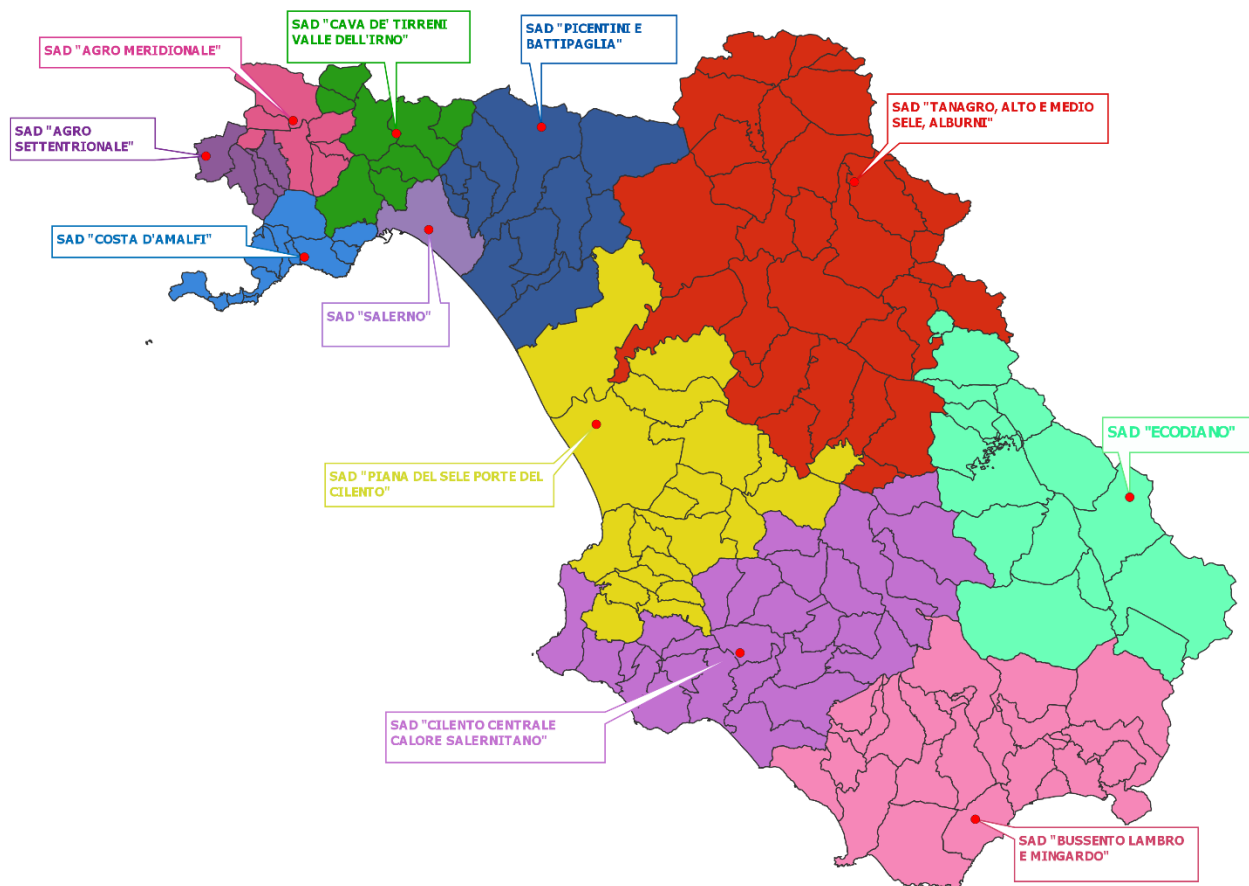 SAD "CAVA DE' TIRRENI
VALLE DELL'IRNO"
SAD "PICENTINI E
BATTIPAGLIA"
SAD "AGRO MERIDIONALE"
SAD "TANAGRO, ALTO E MEDIO
SELE, ALBURNI"
SAD "AGRO
SETTENTRIONALE"
SAD "COSTA D'AMALFI"
SAD "SALERNO"
SAD "ECODIANO"
SAD "PIANA DEL SELE PORTE DEL
CILENTO"
SAD "CILENTO CENTRALE
CALORE SALERNITANO"
SAD "BUSSENTO LAMBRO
E MINGARDO"